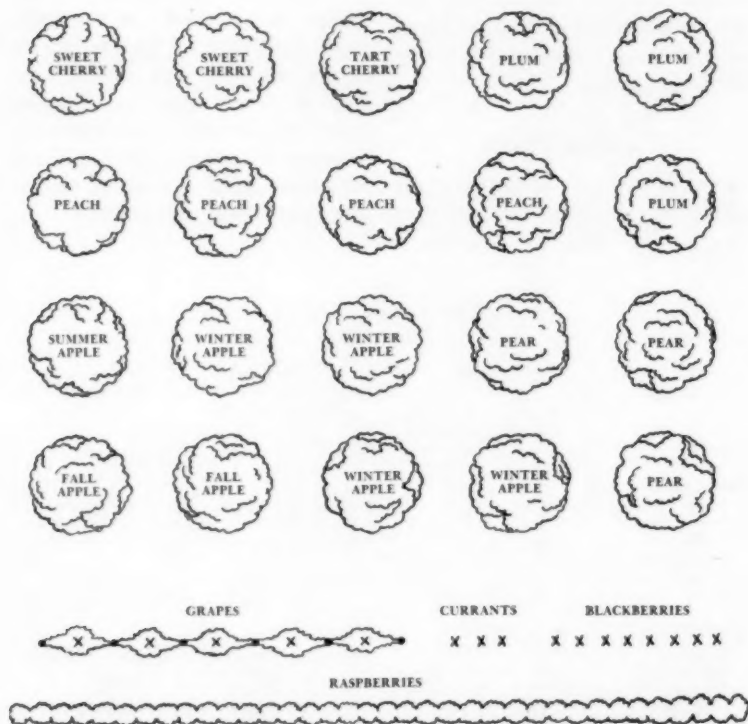 SWEET CHERRY
SWEET CHERRY
TART CHERRY
PLUM
PLUM
PEACH
PEACH
PEACH
PEACH
PLUM
SUMMER APPLE
WINTER APPLE
WINTER APPLE
PEAR
PEAR
FALL APPLE
FALL APPLE
WINTER APPLE
WINTER APPLE
PEAR
GRAPES
CURRANTS
BLACKBERRIES
X X X X X
X X X
X X X X X X X X
RASPBERRIES